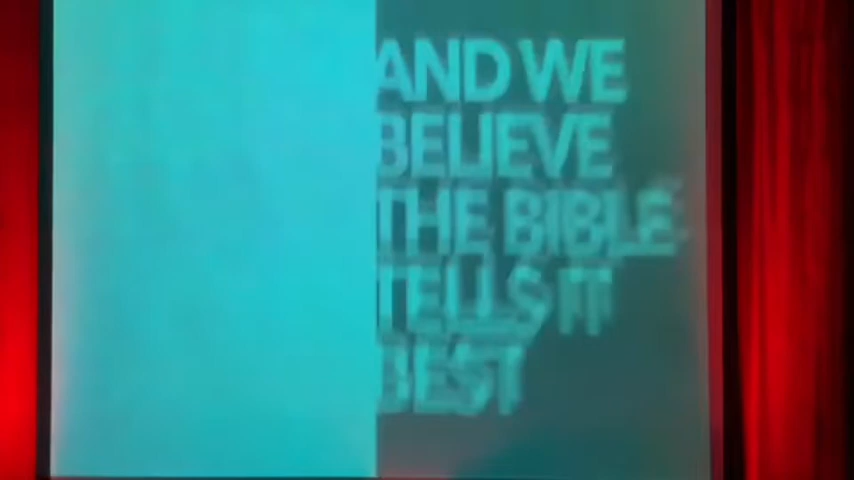 AND WE
BELIEVE
THE BIBLE
TELLS IT
BEST